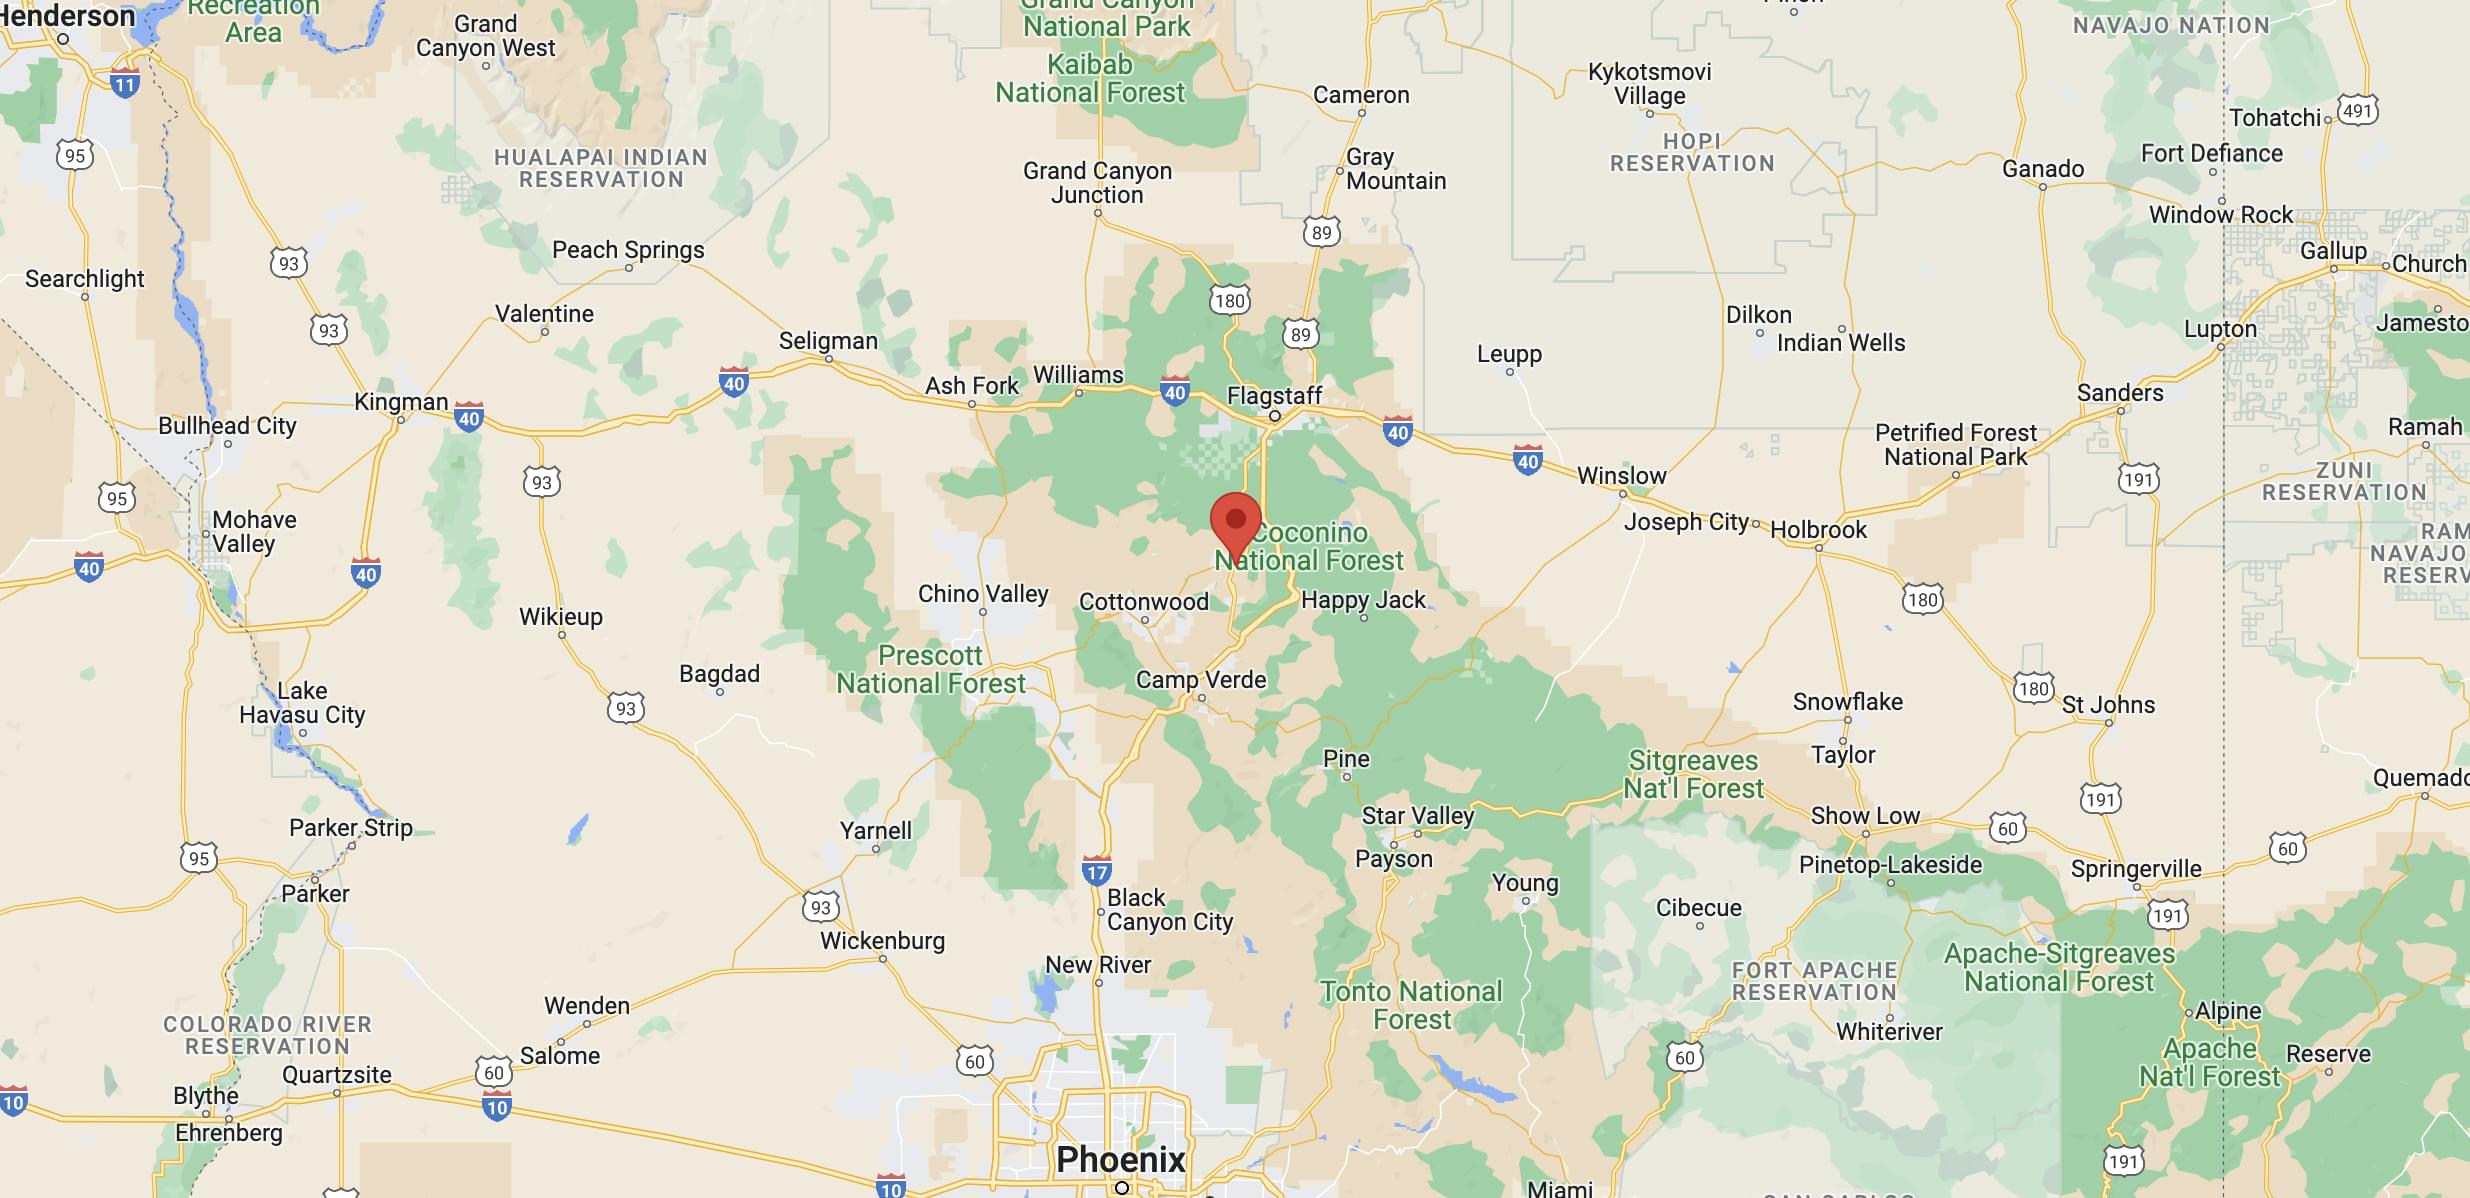 Henderson
Recreation
Area
Grand
Canyon West
Grand Canyon
National Park
Kaibab
National Forest
NAVAJO NATION
11
Cameron
Kykotsmovi
Village
Tohatchi
491
95
HUALAPAI INDIAN
RESERVATION
Grand Canyon
Junction
Gray
Mountain
HOPI
RESERVATION
Fort Defiance
Ganado
Window Rock
89
Peach Springs
93
Searchlight
Gallup
Church
180
Valentine
93
Seligman
89
Dilkon
Indian Wells
Lupton
Jamesto
Leupp
Ash Fork
Williams
40
40
Flagstaff
Kingman
40
Sanders
Bullhead City
40
Petrified Forest
National Park
Ramah
40
Winslow
93
191
ZUNI
RESERVATION
95
Mohave
Valley
Joseph City
Holbrook
Coconino
National Forest
RAM
NAVAJO
RESERV
40
40
Chino Valley
Cottonwood
Happy Jack
180
Wikieup
Prescott
National Forest
Bagdad
Camp Verde
Lake
Havasu City
93
Snowflake
180
St Johns
Pine
Taylor
Sitgreaves
Nat'l Forest
Quemado
191
Parker Strip
Yarnell
Star Valley
Show Low
60
60
95
Payson
Pinetop-Lakeside
Springerville
17
Parker
Young
Black
Canyon City
93
Cibecue
191
Wickenburg
New River
Apache-Sitgreaves
National Forest
FORT APACHE
RESERVATION
Tonto National
Forest
Wenden
Alpine
COLORADO RIVER
RESERVATION
Whiteriver
Salome
60
60
60
Apache
Nat'l Forest
Reserve
Quartzsite
Blythe
10
10
Ehrenberg
Phoenix
191
10
Miami